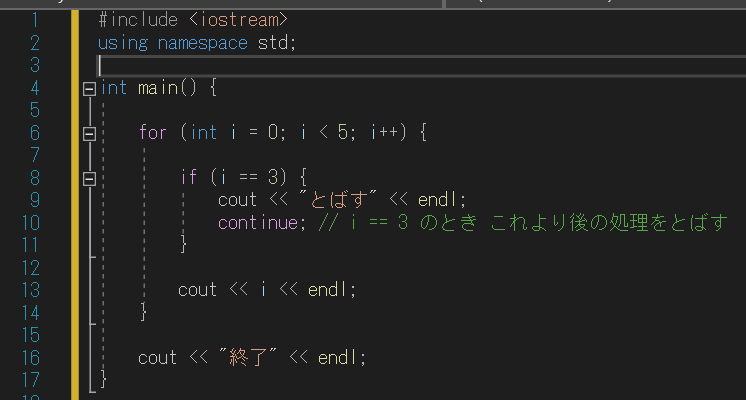 1 #include <iostream>
2 using namespace std;
3
4 int main() {
5
6 for (int i = 0; i < 5; i++) {
7
8 if (i == 3) {
9 cout << "とばす" << endl;
10 continue; // i == 3 のとき これより後の処理をとばす
11 }
12
13 cout << i << endl;
14 }
15
16 cout << "終了" << endl;
17 }